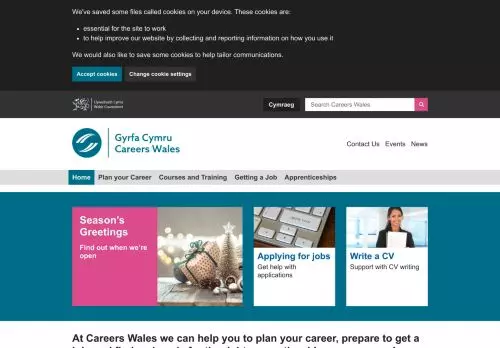 We've saved some files called cookies on your device. These cookies are:
essential for the site to work
to help improve our website by collecting and reporting information on how you use it
We would also like to save some cookies to help tailor communications.
Accept cookies
Change cookie settings
Llywodraeth Cymru
Welsh Government
Cymraeg
Search Careers Wales
Gyrfa Cymru
Careers Wales
Contact Us Events News
Home Plan your Career Courses and Training Getting a Job Apprenticeships
Season's
Greetings
Find out when we're
open
Applying for jobs
Get help with
applications
Write a CV
Support with CV writing
At Careers Wales we can help you to plan your career, prepare to get a